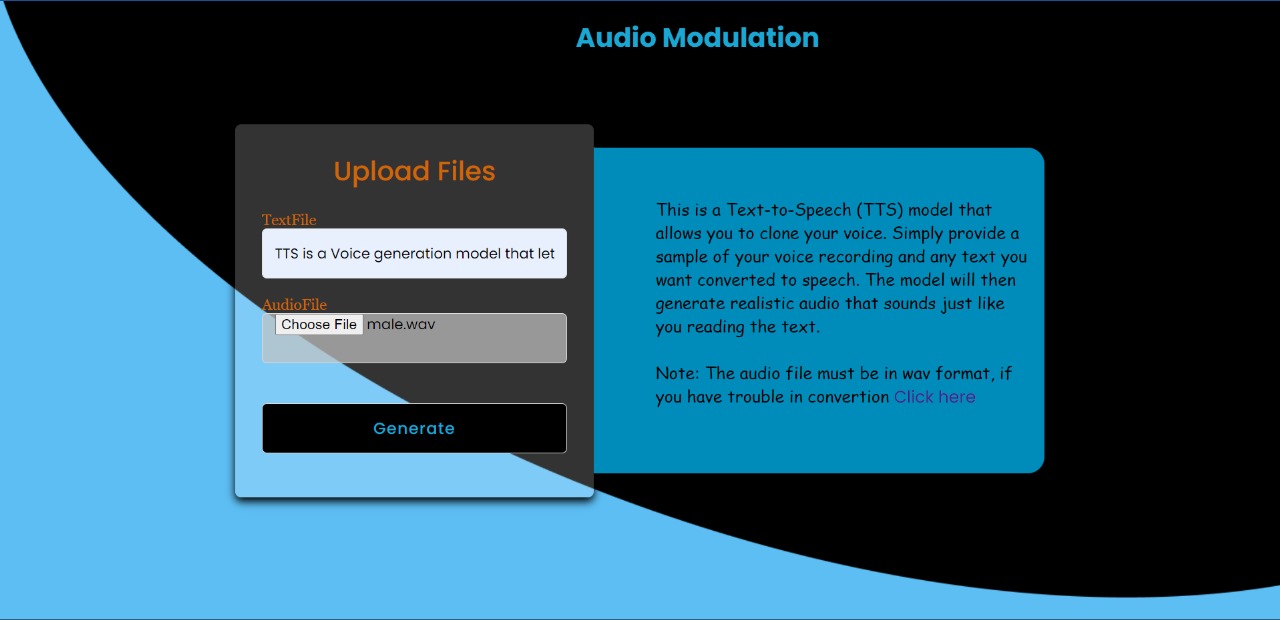 Audio Modulation
Upload Files
TextFile
TTS is a Voice generation model that let
AudioFile
Choose File male.wav
Generate
This is a Text-to-Speech (TTS) model that
allows you to clone your voice. Simply provide a
sample of your voice recording and any text you
want converted to speech. The model will then
generate realistic audio that sounds just like
you reading the text.
Note: The audio file must be in wav format, if
you have trouble in convertion Click here